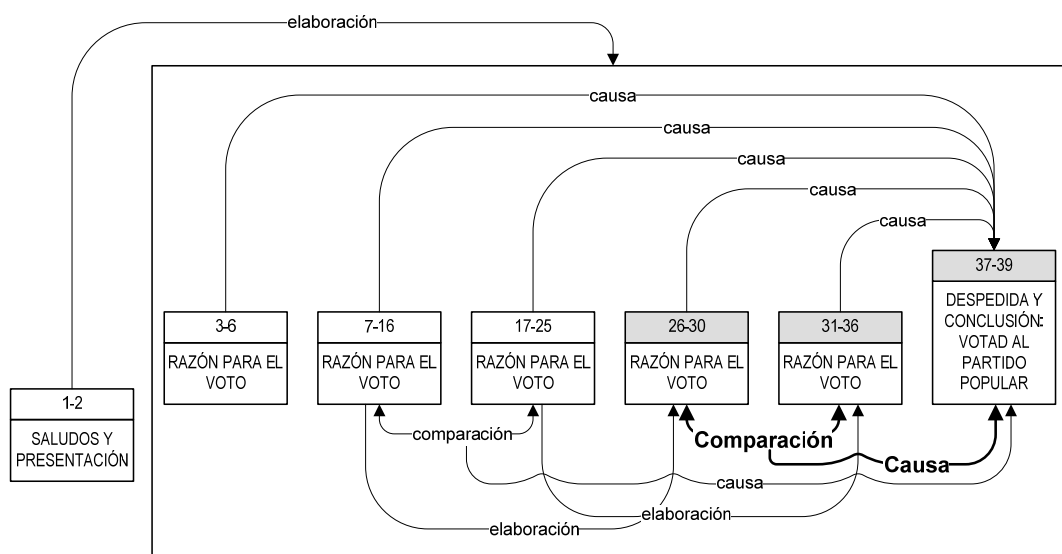 elaboración
causa
causa
causa
causa
causa
37-39
DESPEDIDA Y
CONCLUSIÓN:
VOTAD AL
PARTIDO
POPULAR
3-6
RAZÓN PARA EL
VOTO
7-16
RAZÓN PARA EL
VOTO
17-25
RAZÓN PARA EL
VOTO
26-30
RAZÓN PARA EL
VOTO
31-36
RAZÓN PARA EL
VOTO
1-2
SALUDOS Y
PRESENTACIÓN
comparación
Comparación
Causa
causa
elaboración
elaboración